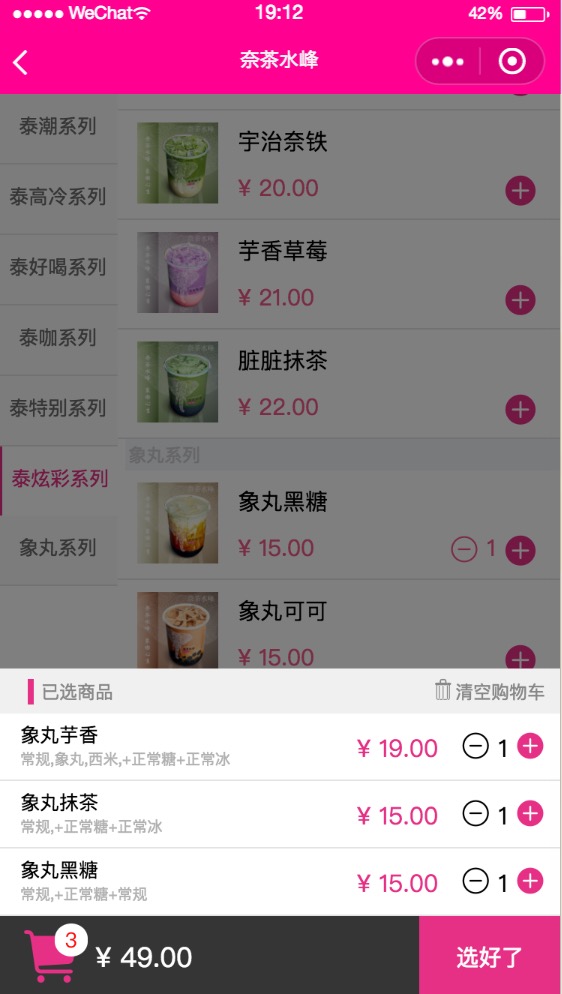 WeChat 19:12 42%
奈茶水峰
泰潮系列
泰高冷系列
泰好喝系列
泰咖系列
泰特别系列
泰炫彩系列
象丸系列
宇治奈铁
¥ 20.00
芋香草莓
¥ 21.00
脏脏抹茶
¥ 22.00
象丸系列
象丸黑糖
¥ 15.00 1
象丸可可
¥ 15.00
已选商品 清空购物车
象丸芋香
常规,象丸,西米,+正常糖+正常冰
¥ 19.00 1
象丸抹茶
常规,+正常糖+正常冰
¥ 15.00 1
象丸黑糖
常规,+正常糖+常规
¥ 15.00 1
3 ¥ 49.00 选好了